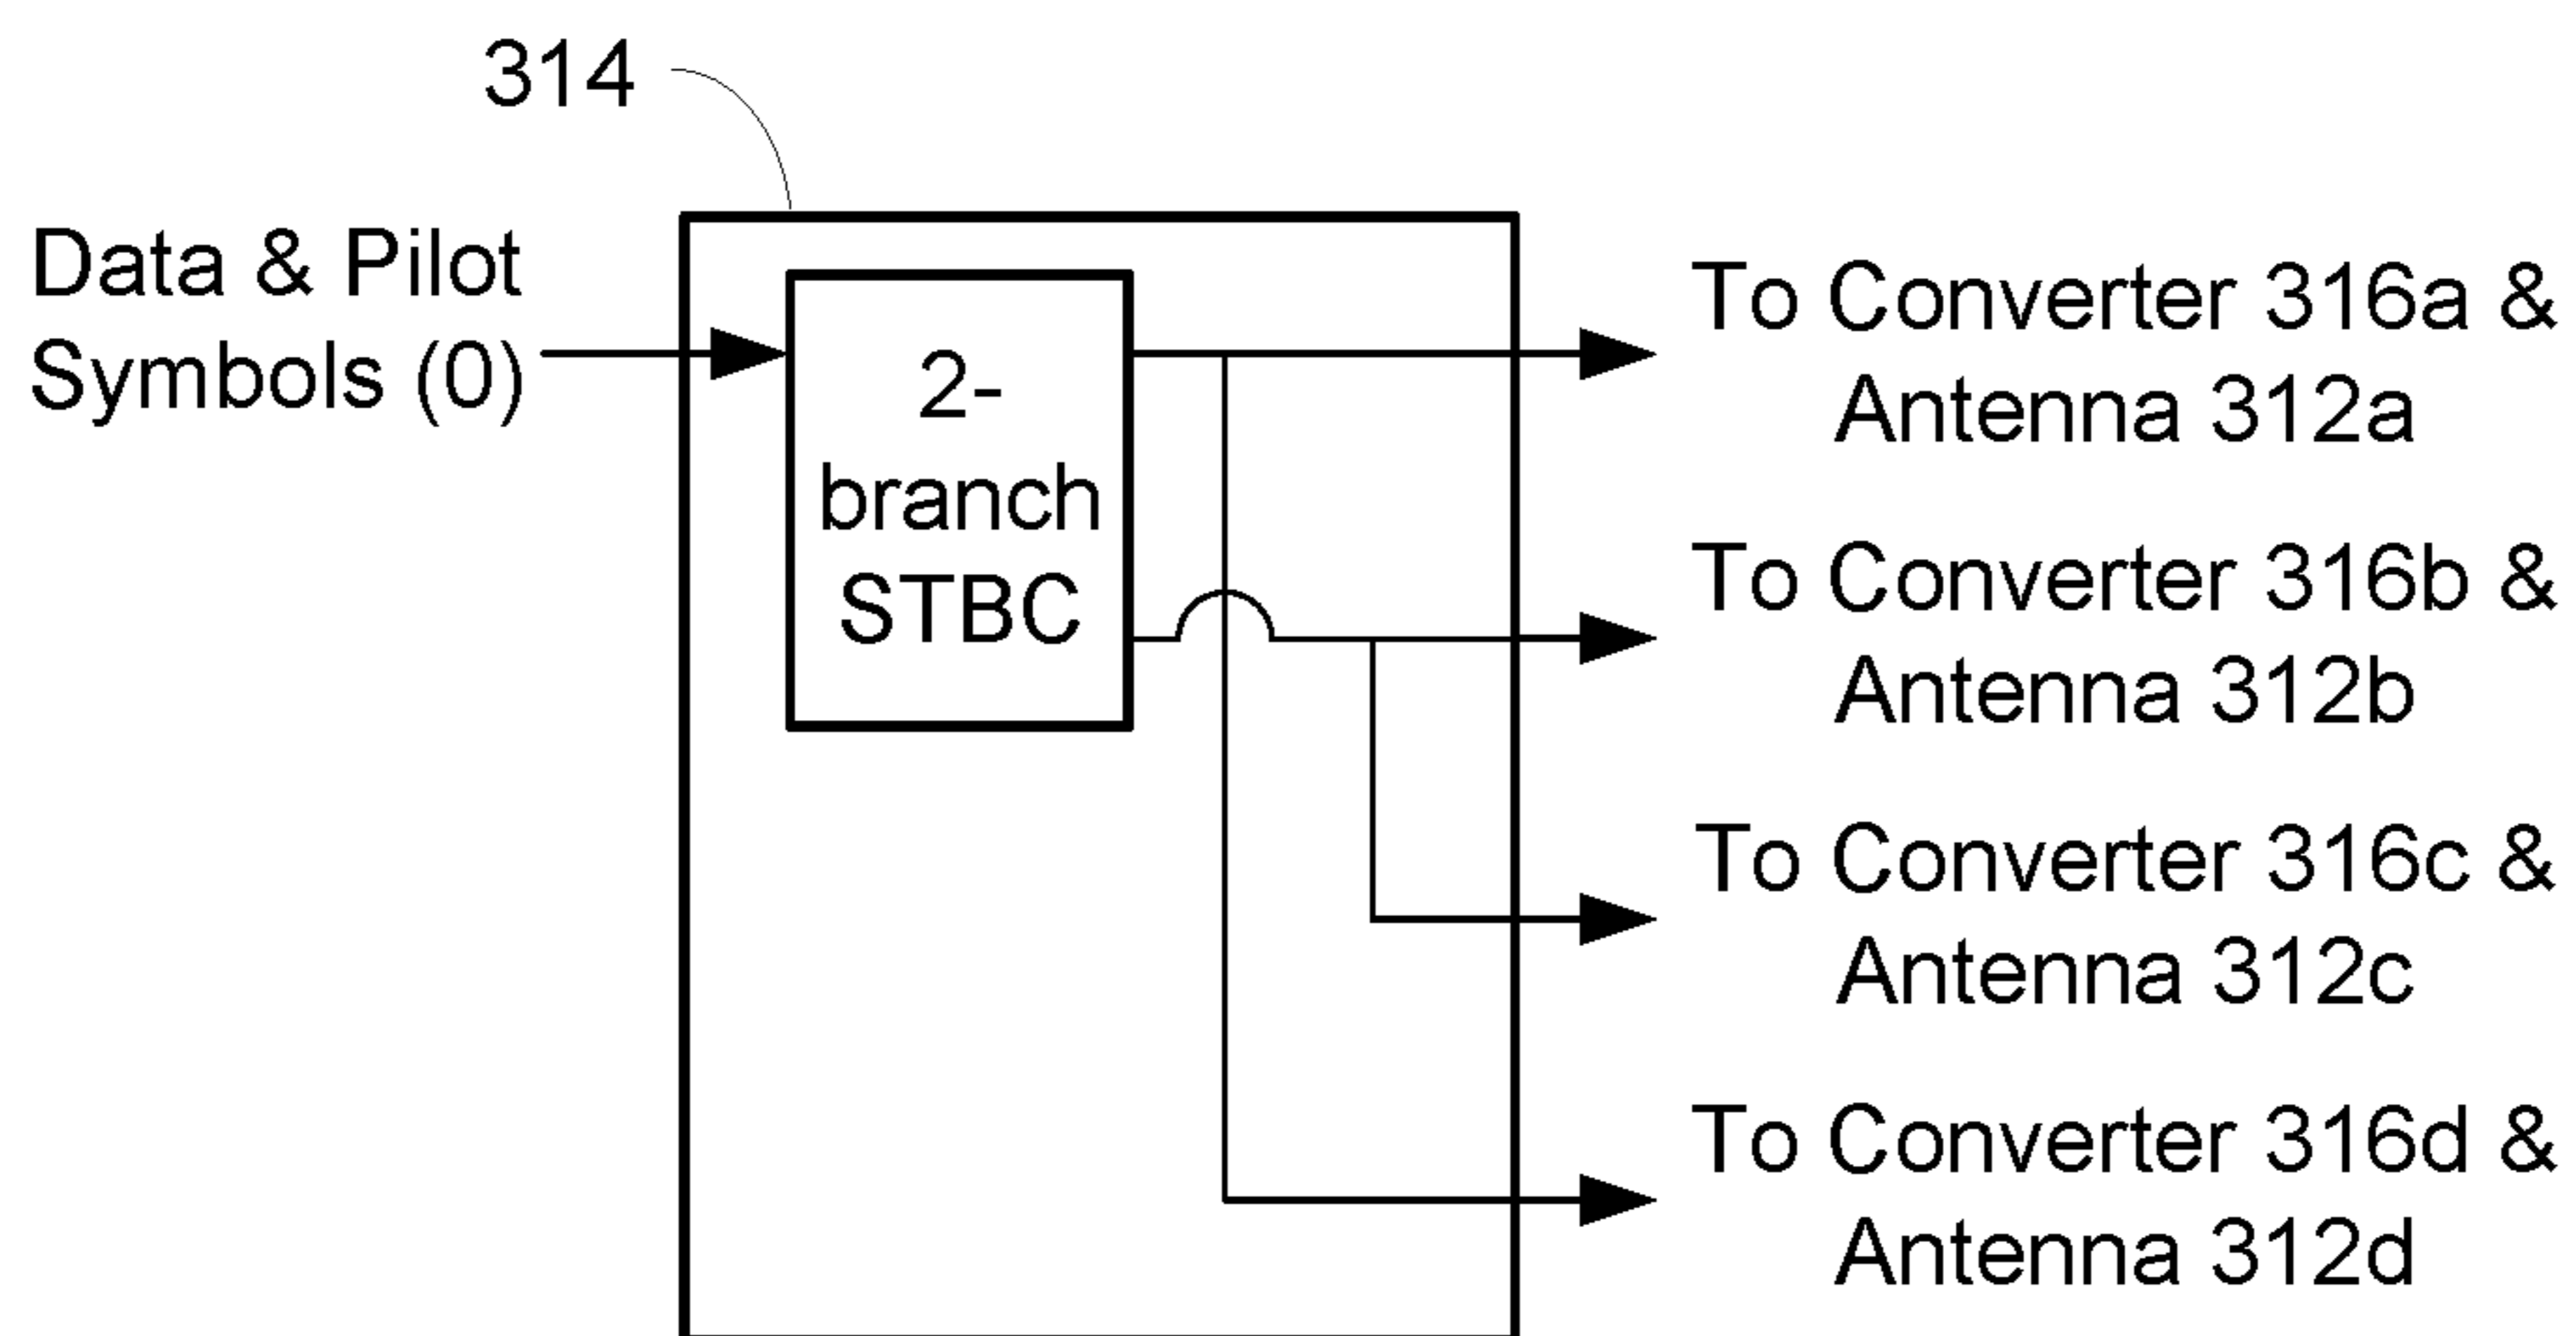 314
Data & Pilot
Symbols (0)
2-
branch
STBC
To Converter 316a &
Antenna 312a
To Converter 316b &
Antenna 312b
To Converter 316c &
Antenna 312c
To Converter 316d &
Antenna 312d